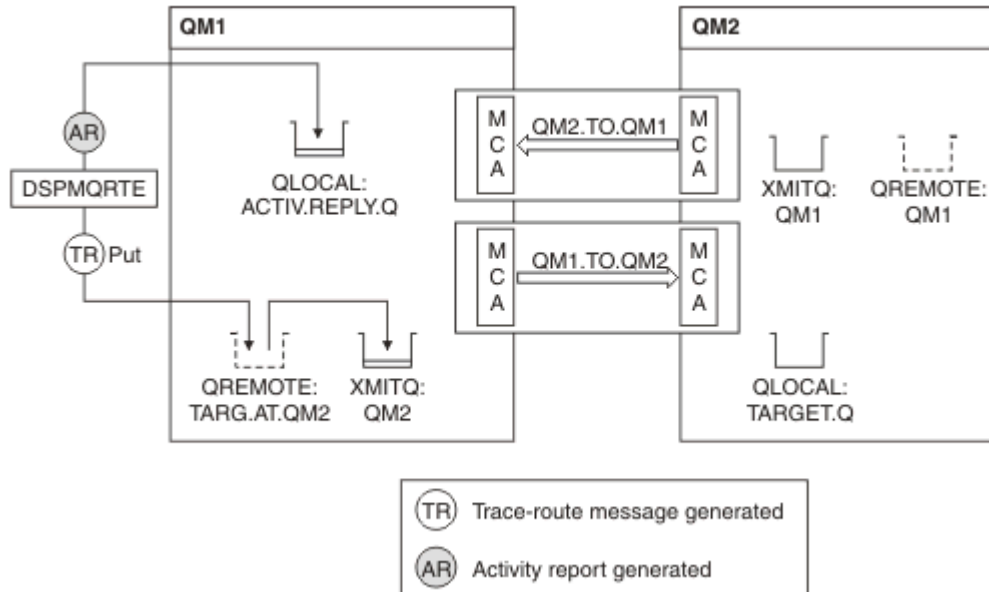 QM1
QM2
AR
DSPMQRTE
TR Put
QLOCAL:
ACTIV.REPLY.Q
M
C
A
QM2.TO.QM1
M
C
A
XMITQ:
QM1
QREMOTE:
QM1
M
C
A
QM1.TO.QM2
M
C
A
QREMOTE:
TARG.AT.QM2
XMITQ:
QM2
QLOCAL:
TARGET.Q
TR Trace-route message generated
AR Activity report generated